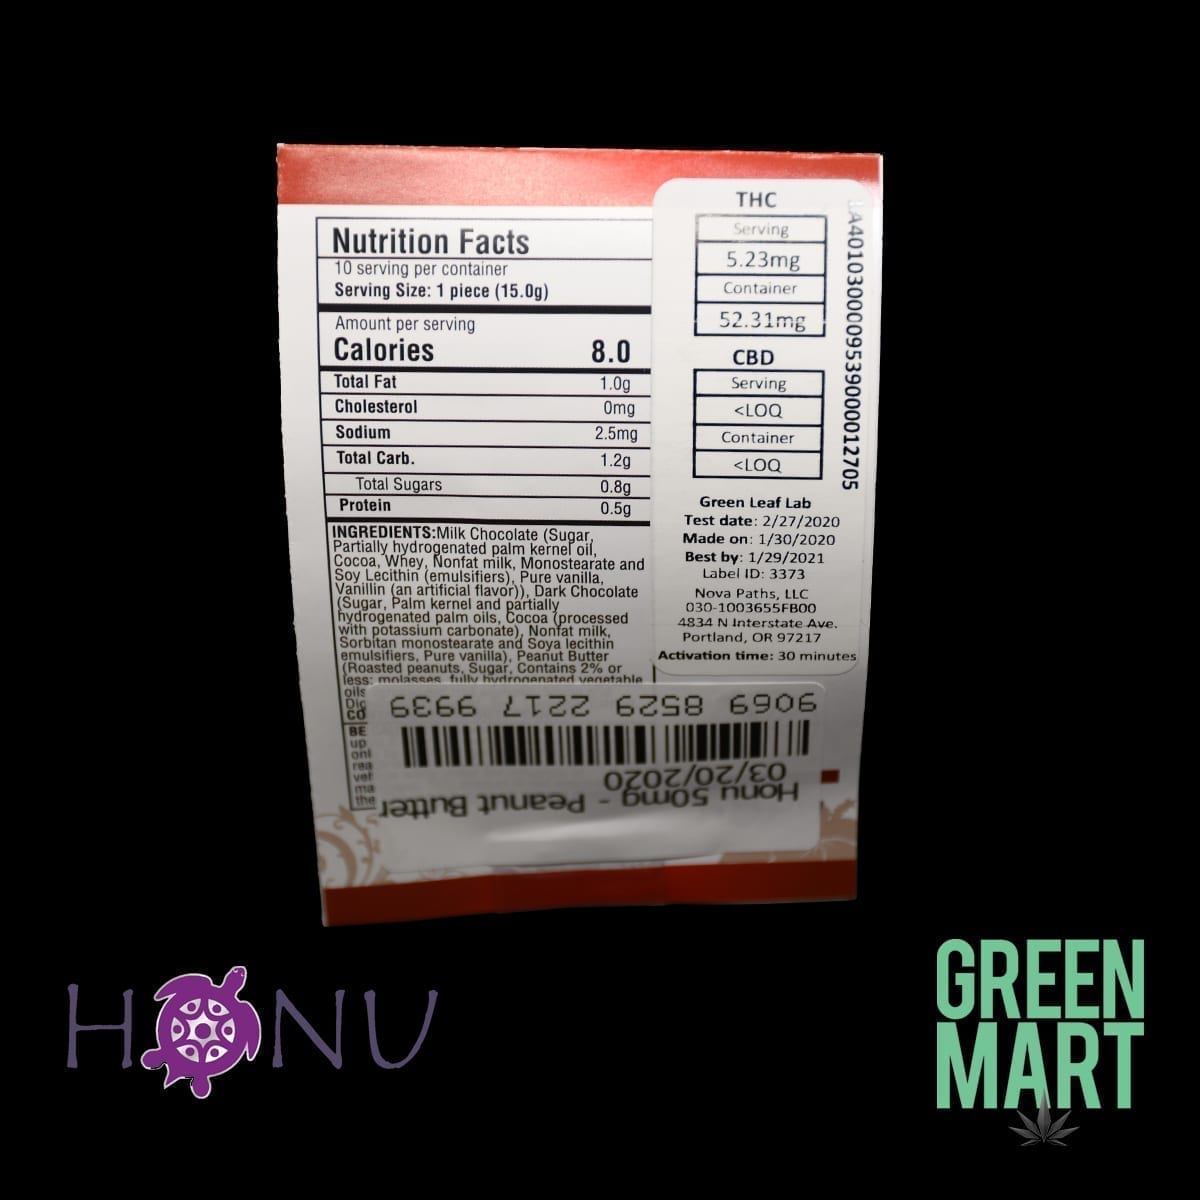 Nutrition Facts
10 serving per container
Serving Size: 1 piece (15.0g)
Amount per serving
Calories 8.0
Total Fat 1.0g
Cholesterol 0mg
Sodium 2.5mg
Total Carb. 1.2g
Total Sugars 0.8g
Protein 0.5g
INGREDIENTS:Milk Chocolate (Sugar,
Partially hydrogenated palm kernel oil,
Cocoa, Whey, Nonfat milk, Monostearate and
Soy Lecithin (emulsifiers), Pure vanilla,
Vanillin (an artificial flavor)), Dark Chocolate
(Sugar, Palm kernel and partially
hydrogenated palm oils, Cocoa (processed
with potassium carbonate), Nonfat milk,
Sorbitan monostearate and Soya lecithin
emulsifiers, Pure vanilla), Peanut Butter
(Roasted peanuts, Sugar, Contains 2% or
less: molasses, fully hydrogenated vegetable
oils
THC
Serving
5.23mg
Container
52.31mg
CBD
Serving
<LOQ
Container
<LOQ
Green Leaf Lab
Test date: 2/27/2020
Made on: 1/30/2020
Best by: 1/29/2021
Label ID: 3373
Nova Paths, LLC
030-1003655FB00
4834 N Interstate Ave.
Portland, OR 97217
Activation time: 30 minutes
Honu 50mg - Peanut Butter
03/20/2020
9069 8529 2217 9939
HONU
GREEN
MART